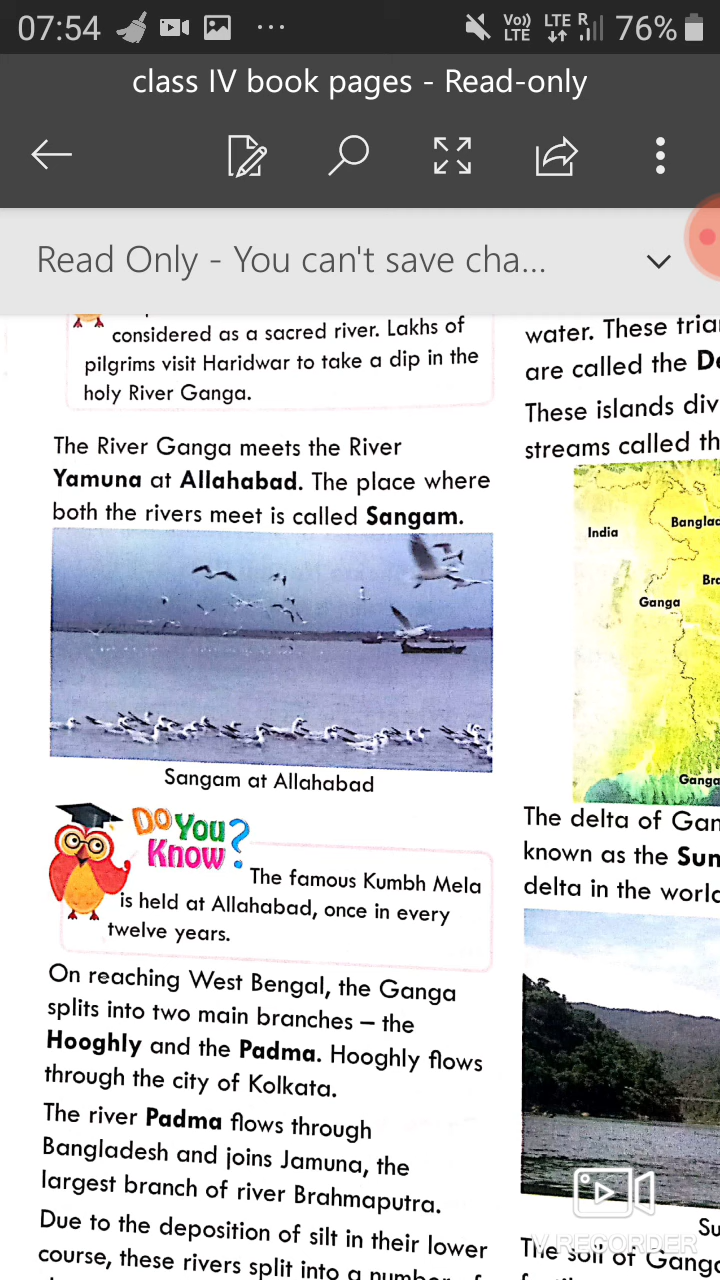 07:54
Vo)) LTE LTE R 76%
class IV book pages - Read-only
Read Only - You can't save cha...
considered as a sacred river. Lakhs of
pilgrims visit Haridwar to take a dip in the
holy River Ganga.
The River Ganga meets the River
Yamuna at Allahabad. The place where
both the rivers meet is called Sangam.
Sangam at Allahabad
Do You
Know?
The famous Kumbh Mela
is held at Allahabad, once in every
twelve years.
On reaching West Bengal, the Ganga
splits into two main branches – the
Hooghly and the Padma. Hooghly flows
through the city of Kolkata.
The river Padma flows through
Bangladesh and joins Jamuna, the
largest branch of river Brahmaputra.
Due to the deposition of silt in their lower
course, these rivers split into a number of
water. These
are called the
These islands
streams called
India
Ganga
Ganga
The delta of
known as the
delta in the
V RECORDER
The soil of